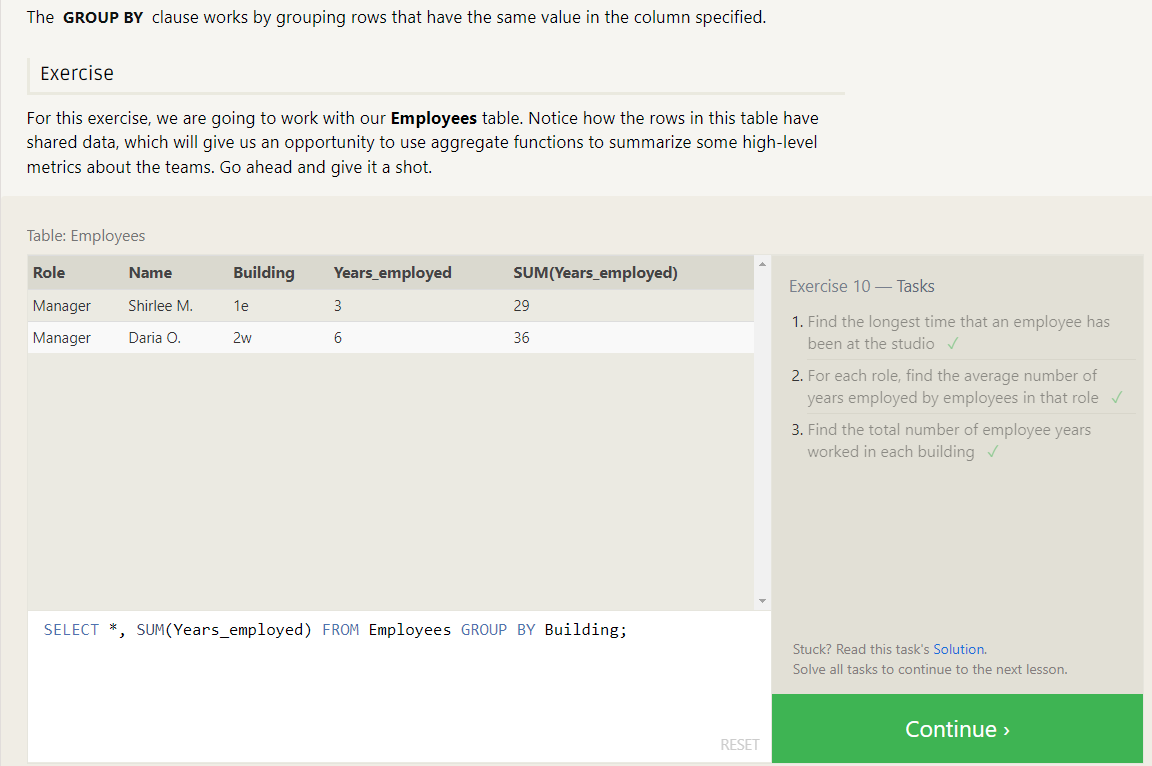 The GROUP BY clause works by grouping rows that have the same value in the column specified.
Exercise
For this exercise, we are going to work with our Employees table. Notice how the rows in this table have
shared data, which will give us an opportunity to use aggregate functions to summarize some high-level
metrics about the teams. Go ahead and give it a shot.
Table: Employees
Role Name Building Years_employed SUM(Years_employed)
Manager Shirlee M. 1e 3 29
Manager Daria O. 2w 6 36
SELECT *, SUM(Years_employed) FROM Employees GROUP BY Building;
RESET
Exercise 10 — Tasks
1. Find the longest time that an employee has
been at the studio ✓
2. For each role, find the average number of
years employed by employees in that role ✓
3. Find the total number of employee years
worked in each building ✓
Stuck? Read this task's Solution.
Solve all tasks to continue to the next lesson.
Continue ›